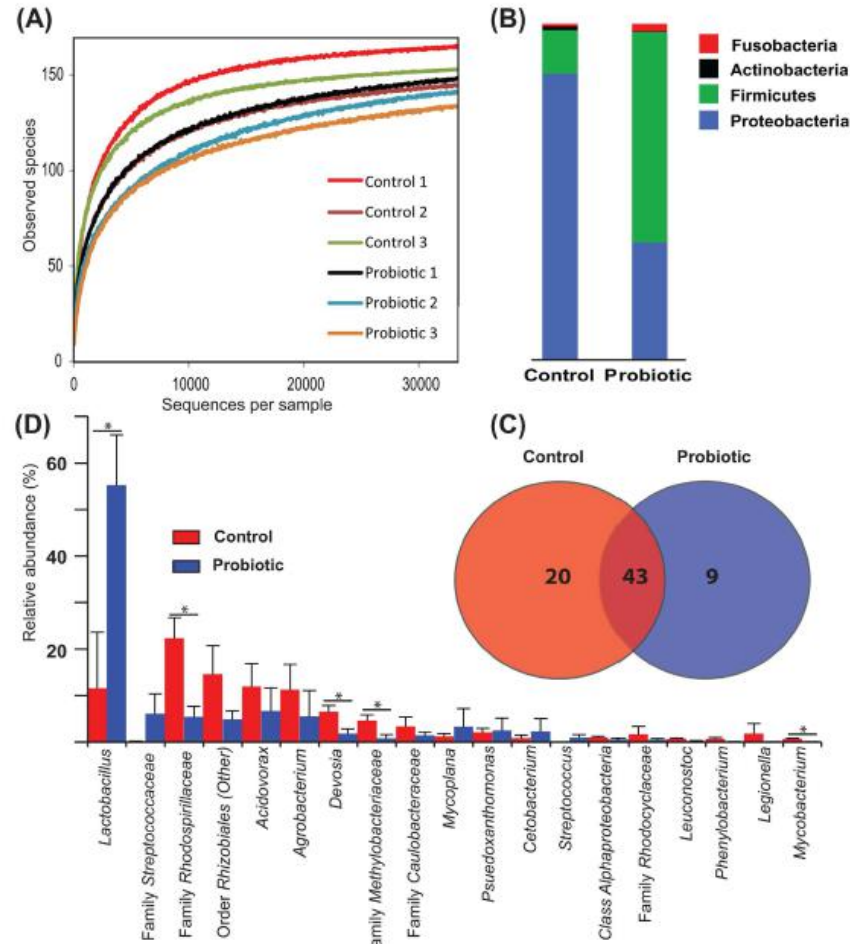 (A)
150
100
50
0
Observed species
Control 1
Control 2
Control 3
Probiotic 1
Probiotic 2
Probiotic 3
0
10000
20000
30000
Sequences per sample
(B)
Fusobacteria
Actinobacteria
Firmicutes
Proteobacteria
Control
Probiotic
(D)
*
60
40
20
Relative abundance (%)
Control
Probiotic
*
*
*
*
Lactobacillus
Family Streptococcaceae
Family Rhodospirillaceae
Order Rhizobiales (Other)
Acidovorax
Agrobacterium
Devosia
Family Methylobacteriaceae
Family Caulobacteraceae
Mycoplana
Psuedoxanthomonas
Cetobacterium
Streptococcus
Class Alphaproteobacteria
Family Rhodocyclaceae
Leuconostoc
Phenylobacterium
Legionella
Mycobacterium
(C)
Control
Probiotic
20
43
9